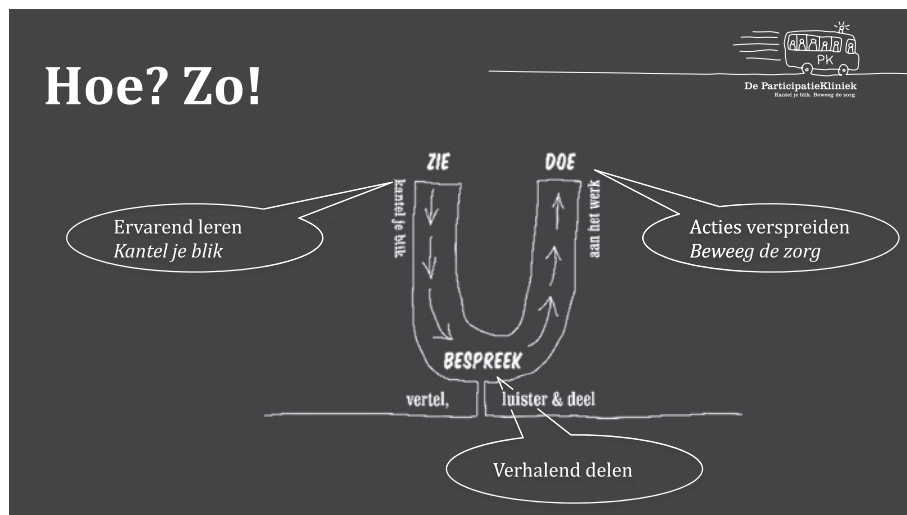 Hoe? Zo!
PK
De ParticipatieKliniek
Kantel je blik. Beweeg de zorg.
ZIE
DOE
kantel je blik
aan het werk
Ervarend leren
Kantel je blik
Acties verspreiden
Beweeg de zorg
BESPREEK
vertel, luister & deel
Verhalend delen